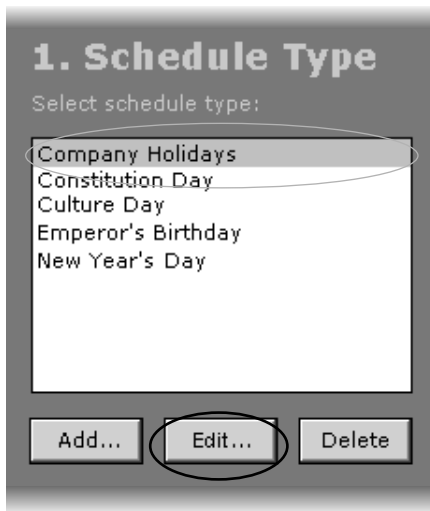 1. Schedule Type
Select schedule type:
Company Holidays
Constitution Day
Culture Day
Emperor's Birthday
New Year's Day
Add... Edit... Delete